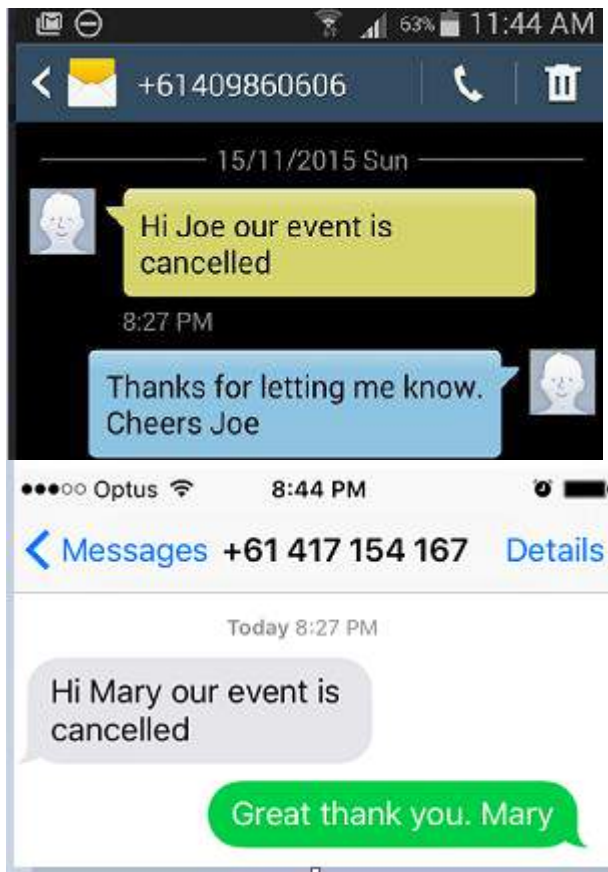 63% 11:44 AM
+61409860606
15/11/2015 Sun
Hi Joe our event is
cancelled
8:27 PM
Thanks for letting me know.
Cheers Joe
Optus 8:44 PM
Messages +61 417 154 167 Details
Today 8:27 PM
Hi Mary our event is
cancelled
Great thank you. Mary